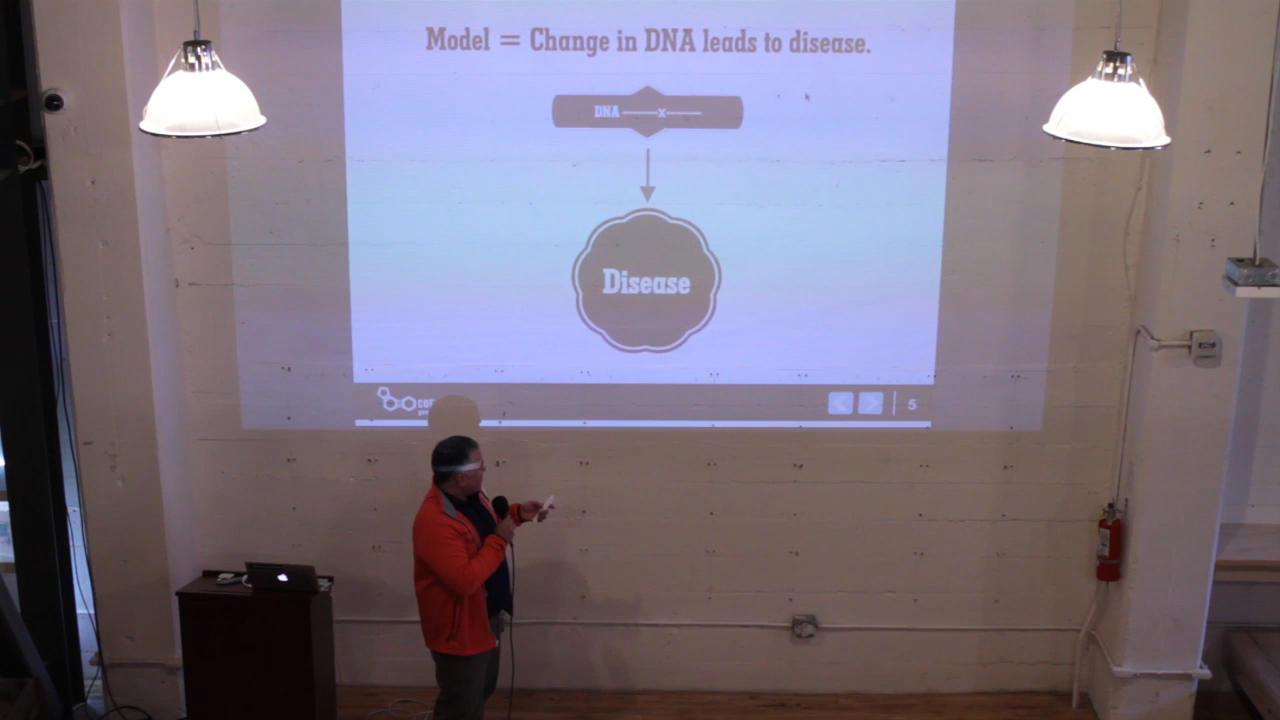 Model = Change in DNA leads to disease.
DNA x
Disease
5